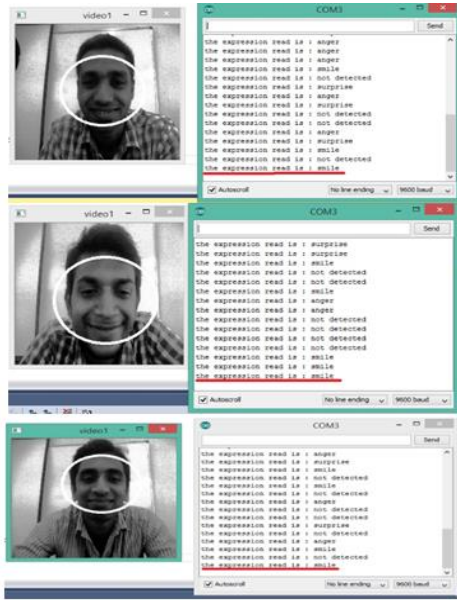 video1
COM3
Send
the expression read is : anger
the expression read is : anger
the expression read is : smile
the expression read is : not detected
the expression read is : surprise
the expression read is : anger
the expression read is : surprise
the expression read is : not detected
the expression read is : not detected
the expression read is : anger
the expression read is : surprise
the expression read is : smile
the expression read is : not detected
the expression read is : smile
Autoscroll
No line ending
9600 baud
video1
COM3
Send
the expression read is : surprise
the expression read is : surprise
the expression read is : smile
the expression read is : not detected
the expression read is : not detected
the expression read is : smile
the expression read is : anger
the expression read is : anger
the expression read is : not detected
the expression read is : not detected
the expression read is : not detected
the expression read is : smile
the expression read is : smile
the expression read is : smile
Autoscroll
No line ending
9600 baud
video1
COM3
Send
the expression read is : anger
the expression read is : surprise
the expression read is : smile
the expression read is : not detected
the expression read is : smile
the expression read is : not detected
the expression read is : anger
the expression read is : not detected
the expression read is : not detected
the expression read is : surprise
the expression read is : not detected
the expression read is : anger
the expression read is : smile
the expression read is : not detected
the expression read is : smile
Autoscroll
No line ending
9600 baud